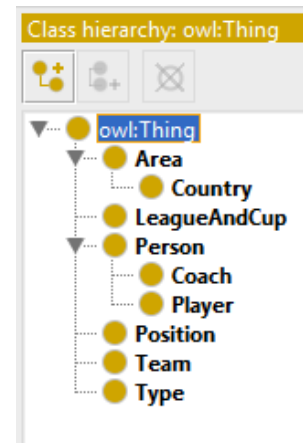 Class hierarchy: owl:Thing
owl:Thing
Area
Country
LeagueAndCup
Person
Coach
Player
Position
Team
Type